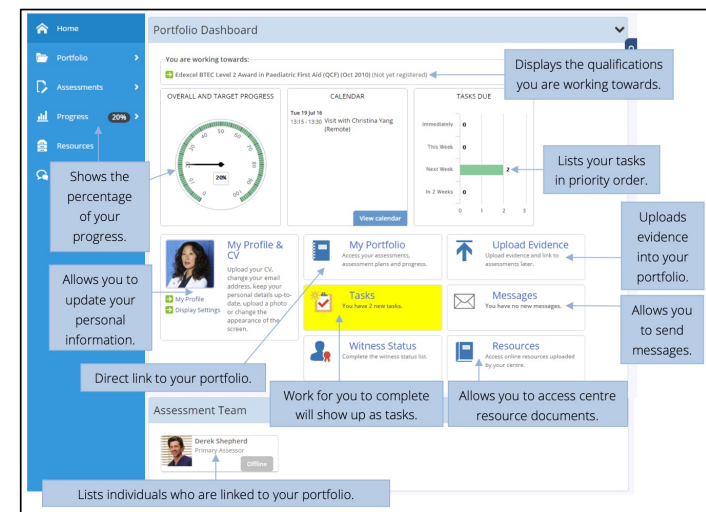 Home
Portfolio
Assessments
Progress 20%
Resources
Portfolio Dashboard
You are working towards:
Edexcel BTEC Level 2 Award in Paediatric First Aid (QCF) (Oct 2010) (Not yet registered)
Displays the qualifications
you are working towards.
OVERALL AND TARGET PROGRESS
0
10
20
30
40
50
60
70
80
90
100
20%
CALENDAR
Tue 19 Jul 16
13:15 - 13:30 Visit with Christina Yang
(Remote)
View calendar
TASKS DUE
Immediately 0
This Week 0
Next Week 2
In 2 Weeks 0
0 1 2 3
Lists your tasks
in priority order.
Shows the
percentage
of your
progress.
My Profile &
CV
Upload your CV,
change your email
address, keep your
personal details up-to-
date, upload a photo
or change the
appearance of the
screen.
My Profile
Display Settings
Allows you to
update your
personal
information.
My Portfolio
Access your assessments,
assessment plans and progress.
Upload Evidence
Upload evidence and link to
assessments later.
Uploads
evidence
into your
portfolio.
Tasks
You have 2 new tasks.
Messages
You have no new messages.
Allows you
to send
messages.
Witness Status
Complete the witness status list.
Resources
Access online resources uploaded
by your centre.
Direct link to your portfolio.
Work for you to complete
will show up as tasks.
Allows you to access centre
resource documents.
Assessment Team
Derek Shepherd
Primary Assessor
Offline
Lists individuals who are linked to your portfolio.